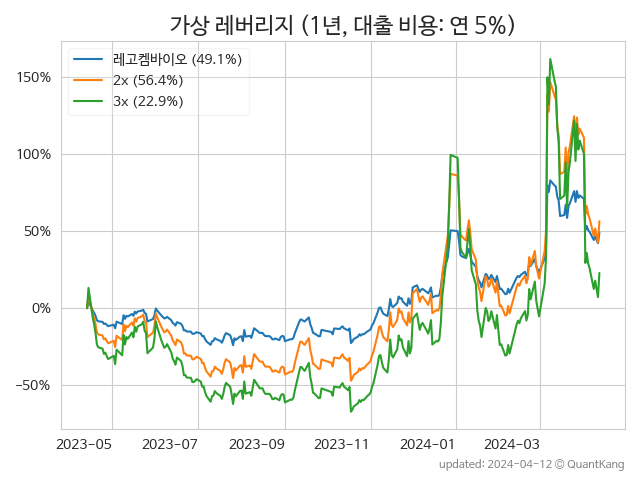 가상 레버리지 (1년, 대출 비용: 연 5%)
레고켐바이오 (49.1%)
2x (56.4%)
3x (22.9%)
150%
100%
50%
0%
−50%
2023-05 2023-07 2023-09 2023-11 2024-01 2024-03
updated: 2024-04-12 © QuantKang